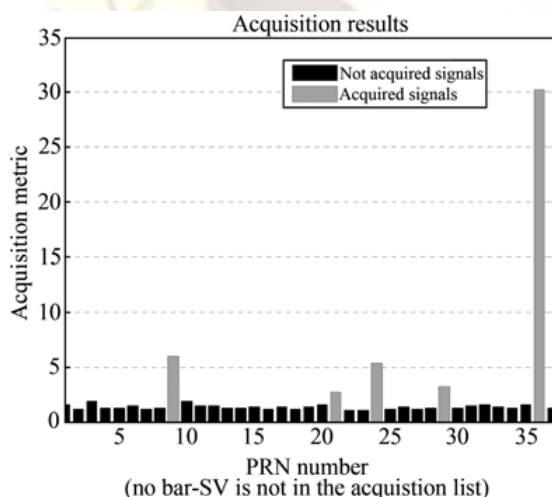 Acquisition results
Not acquired signals
Acquired signals
Acquisition metric
35
30
25
20
15
10
5
0
5 10 15 20 25 30 35
PRN number
(no bar-SV is not in the acquistion list)